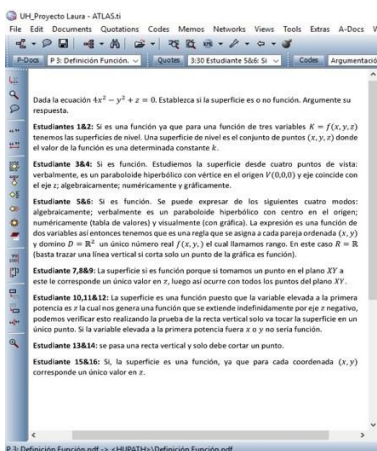 UH_Proyecto Laura - ATLAS.ti
File Edit Documents Quotations Codes Memos Networks Views Tools Extras A-Docs
P-Docs P 3: Definición Función. Quotes 3:30 Estudiante 5&6: Si Codes Argumentació
Dada la ecuación 4x² − y² + z = 0. Establezca si la superficie es o no función. Argumente su
respuesta.
Estudiantes 1&2: Si es una función ya que para una función de tres variables K = f(x, y, z)
tenemos las superficies de nivel. Una superficie de nivel es el conjunto de puntos (x, y, z) donde
el valor de la función es una determinada constante k.
Estudiante 3&4: Si es función. Estudiemos la superficie desde cuatro puntos de vista:
verbalmente, es un paraboloide hiperbólico con vértice en el origen V(0,0,0) y eje coincide con
el eje z; algebraicamente; numéricamente y gráficamente.
Estudiante 5&6: Si es función. Se puede expresar de los siguientes cuatro modos:
algebraicamente; verbalmente es un paraboloide hiperbólico con centro en el origen;
numéricamente (tabla de valores) y visualmente (con gráfica). La expresión es una función de
dos variables así entonces tenemos que es una regla que se asigna a cada pareja ordenada (x, y)
y domino D = ℝ² un único número real f(x, y, ) el cual llamamos rango. En este caso R = ℝ
(basta trazar una línea vertical si corta solo un punto de la gráfica es función).
Estudiante 7,8&9: La superficie si es función porque si tomamos un punto en el plano XY a
este le corresponde un único valor en z, luego así ocurre con todos los puntos del plano XY.
Estudiante 10,11&12: La superficie es una función puesto que la variable elevada a la primera
potencia es z la cual nos genera una función que se extiende indefinidamente por eje z negativo,
podemos verificar esto realizando la prueba de la recta vertical solo va tocar la superficie en un
único punto. Si la variable elevada a la primera potencia fuera x o y no sería función.
Estudiante 13&14: se pasa una recta vertical y solo debe cortar un punto.
Estudiante 15&16: Si, la superficie es una función, ya que para cada coordenada (x, y)
corresponde un único valor en z.
P 3: Definición Función.pdf -> <HUPATH>\Definición Función.pdf